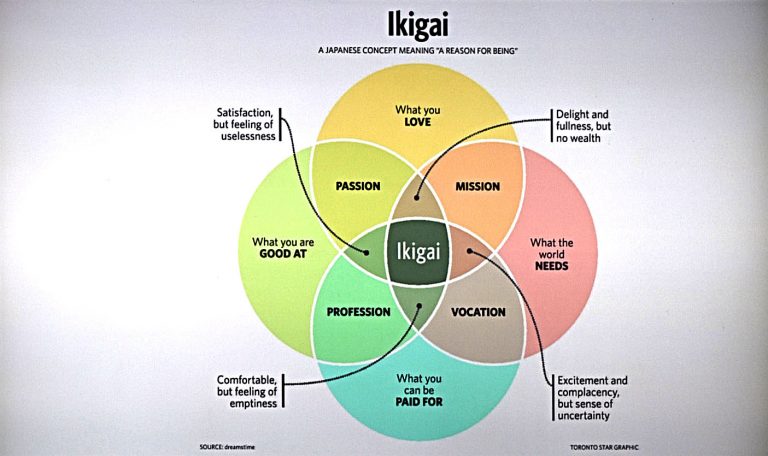 Ikigai
A JAPANESE CONCEPT MEANING "A REASON FOR BEING"
Satisfaction,
but feeling of
uselessness
What you
LOVE
Delight and
fullness, but
no wealth
PASSION
MISSION
What you are
GOOD AT
Ikigai
What the
world
NEEDS
PROFESSION
VOCATION
Comfortable,
but feeling of
emptiness
What you
can be
PAID FOR
Excitement and
complacency,
but sense of
uncertainty
SOURCE: dreamstime
TORONTO STAR GRAPHIC